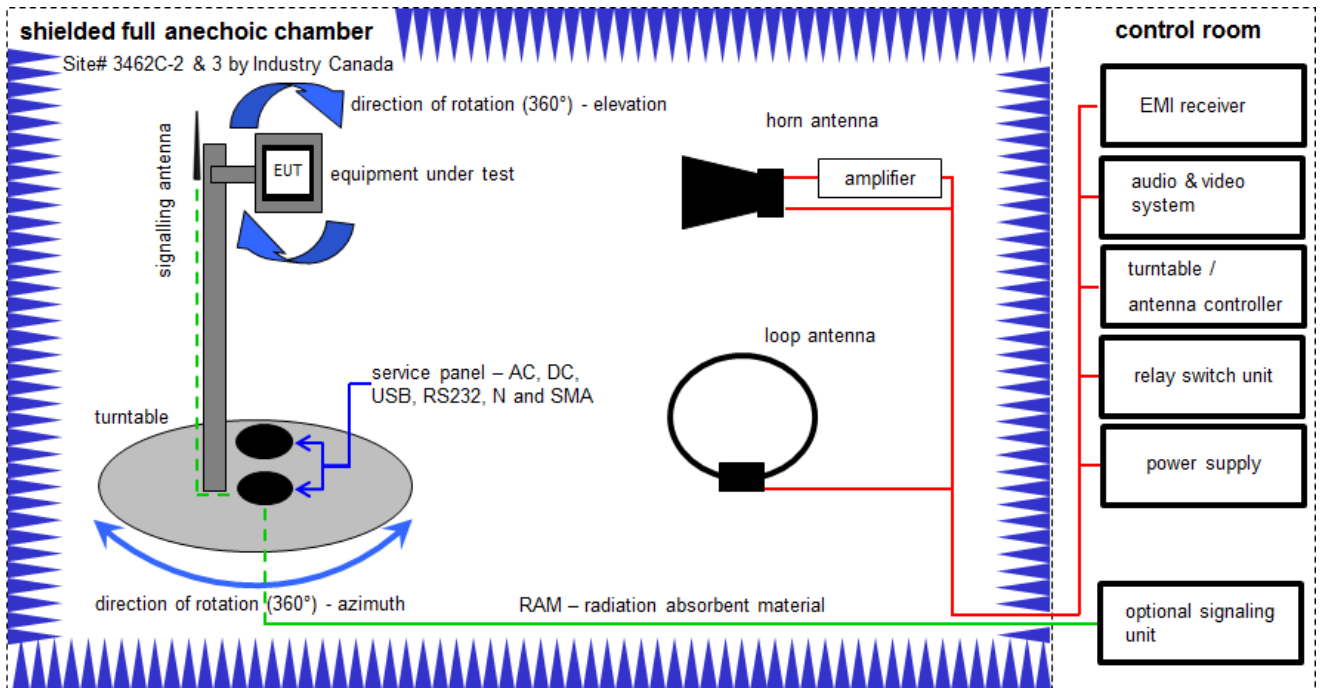 shielded full anechoic chamber
Site# 3462C-2 & 3 by Industry Canada
direction of rotation (360°) - elevation
signalling antenna
EUT
equipment under test
horn antenna
amplifier
loop antenna
service panel – AC, DC,
USB, RS232, N and SMA
turntable
direction of rotation (360°) - azimuth
RAM – radiation absorbent material
control room
EMI receiver
audio & video
system
turntable /
antenna controller
relay switch unit
power supply
optional signaling
unit